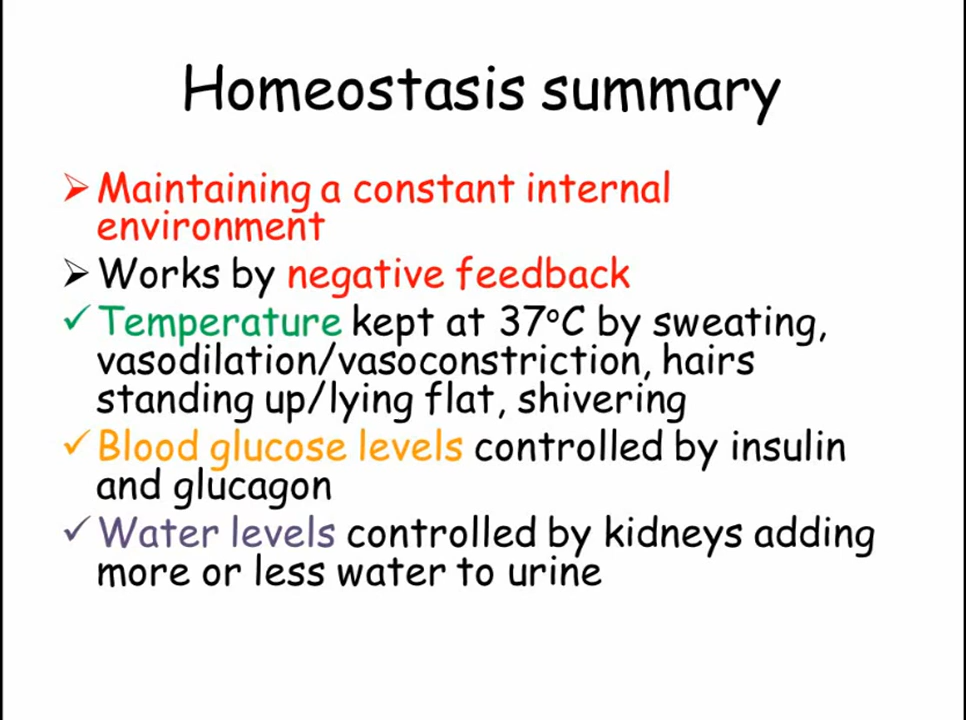 Homeostasis summary
Maintaining a constant internal
environment
Works by negative feedback
Temperature kept at 37°C by sweating,
vasodilation/vasoconstriction, hairs
standing up/lying flat, shivering
Blood glucose levels controlled by insulin
and glucagon
Water levels controlled by kidneys adding
more or less water to urine